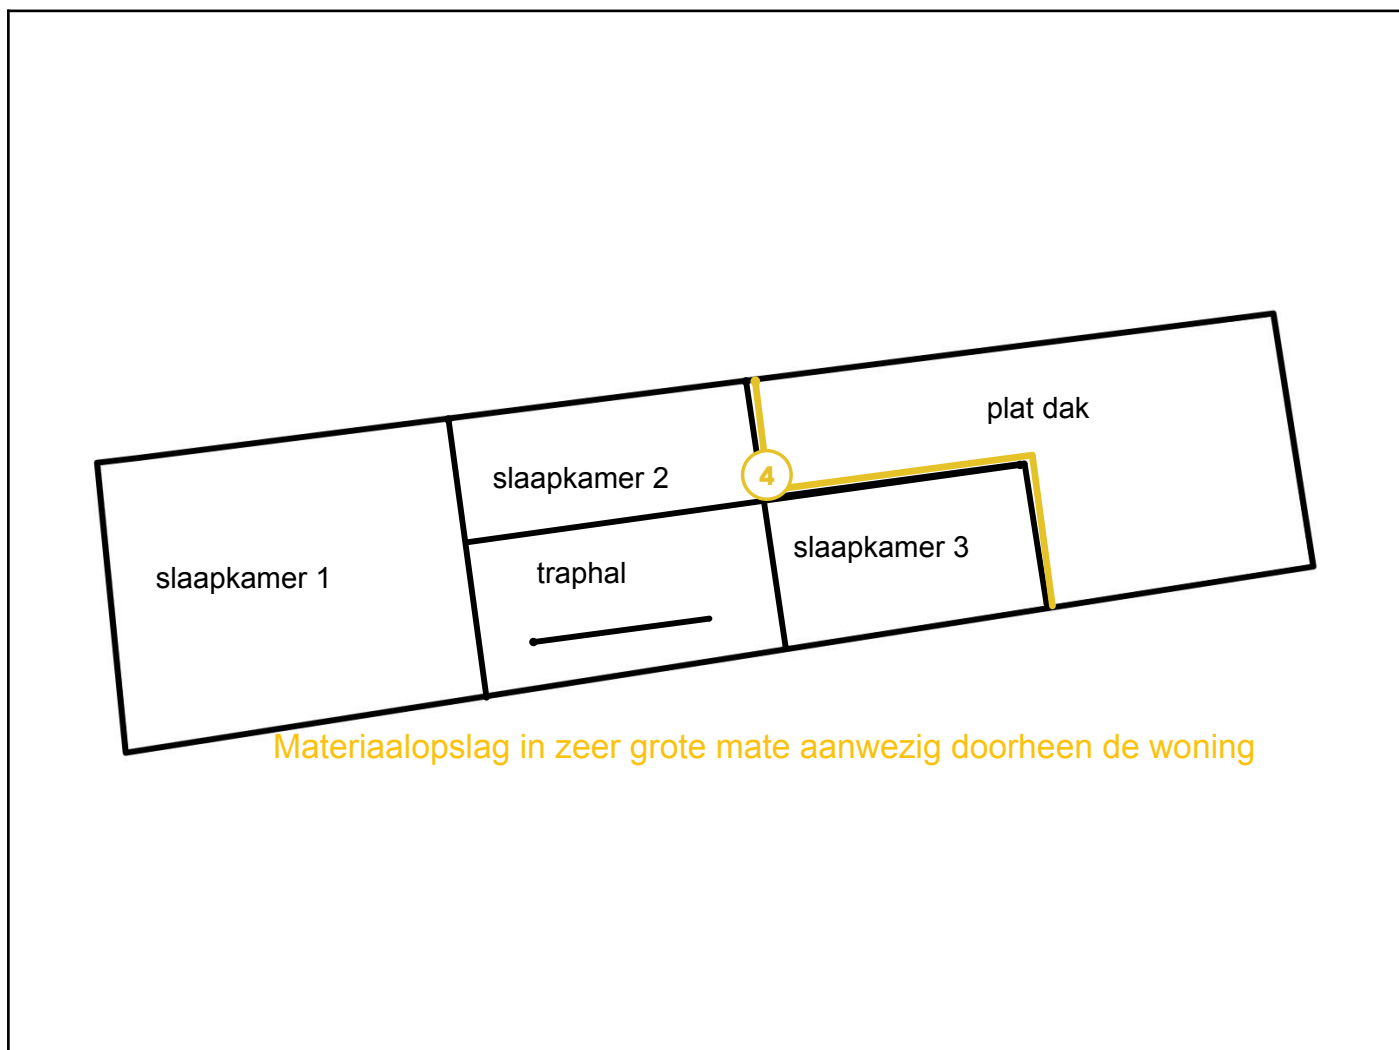 plat dak
slaapkamer 2
4
slaapkamer 3
traphal
slaapkamer 1
Materiaalopslag in zeer grote mate aanwezig doorheen de woning